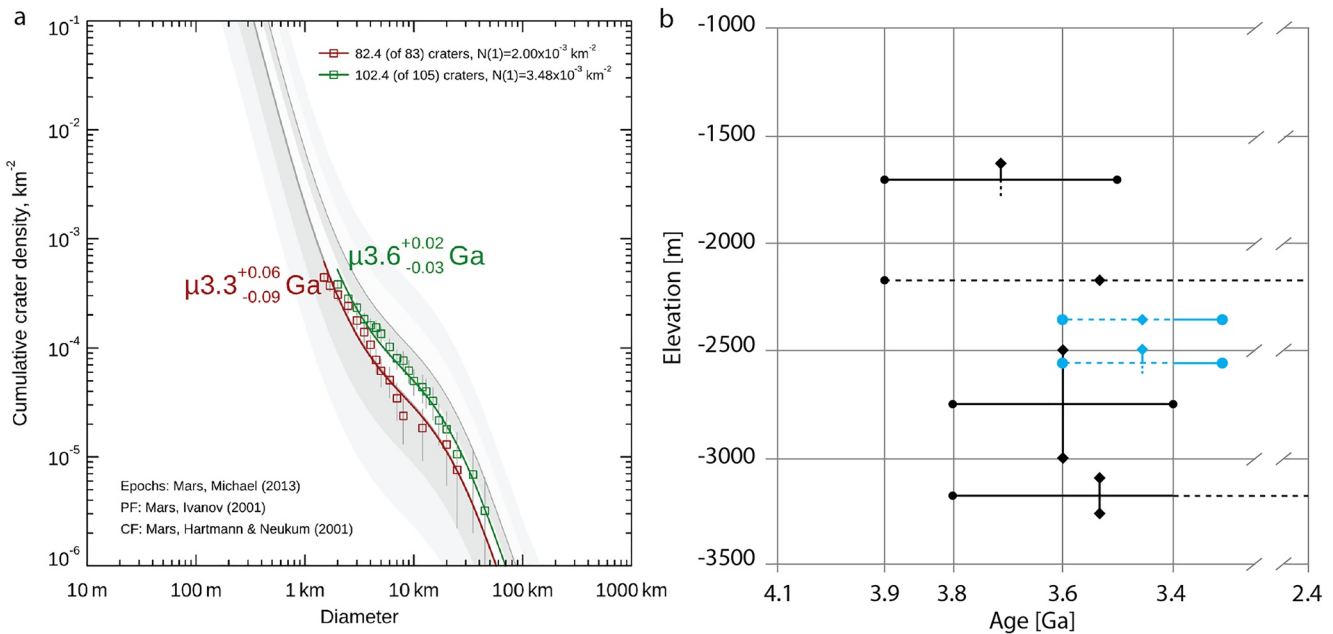 a
10-1
10-2
10-3
10-4
10-5
10-6
Cumulative crater density, km-2
82.4 (of 83) craters, N(1)=2.00x10-3 km-2
102.4 (of 105) craters, N(1)=3.48x10-3 km-2
μ3.3+0.06-0.09 Ga
μ3.6+0.02-0.03 Ga
Epochs: Mars, Michael (2013)
PF: Mars, Ivanov (2001)
CF: Mars, Hartmann & Neukum (2001)
10 m 100 m 1 km 10 km 100 km 1000 km
Diameter
b
-1000
-1500
-2000
-2500
-3000
-3500
Elevation [m]
4.1 3.9 3.8 3.6 3.4 2.4
Age [Ga]